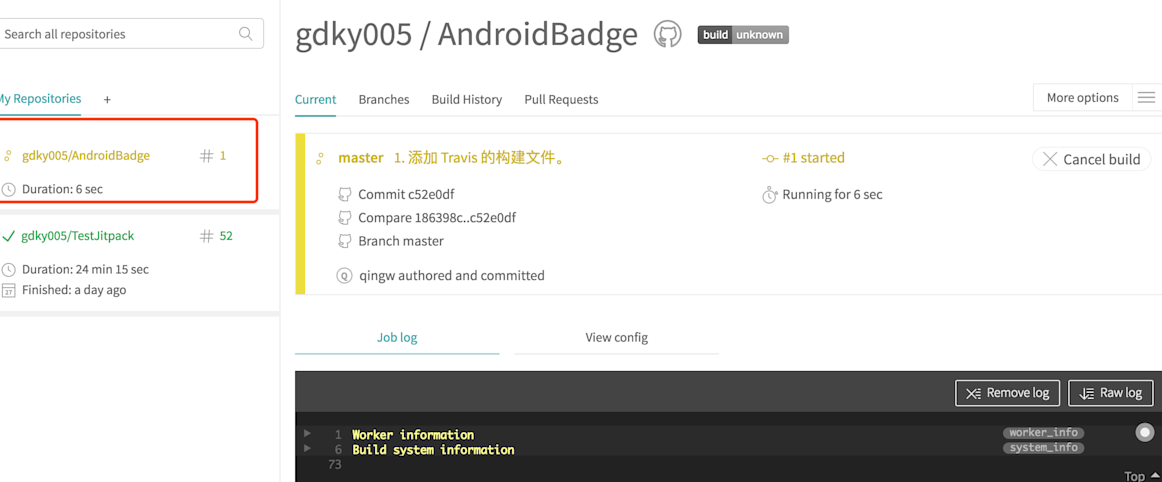 Search all repositories
My Repositories +
gdky005/AndroidBadge # 1
Duration: 6 sec
gdky005/TestJitpack # 52
Duration: 24 min 15 sec
Finished: a day ago
gdky005 / AndroidBadge build unknown
Current Branches Build History Pull Requests More options
master 1. 添加 Travis 的构建文件。 #1 started Cancel build
Commit c52e0df Running for 6 sec
Compare 186398c..c52e0df
Branch master
Q qingw authored and committed
Job log View config
Remove log Raw log
1 Worker information worker_info
6 Build system information system_info
73
Top